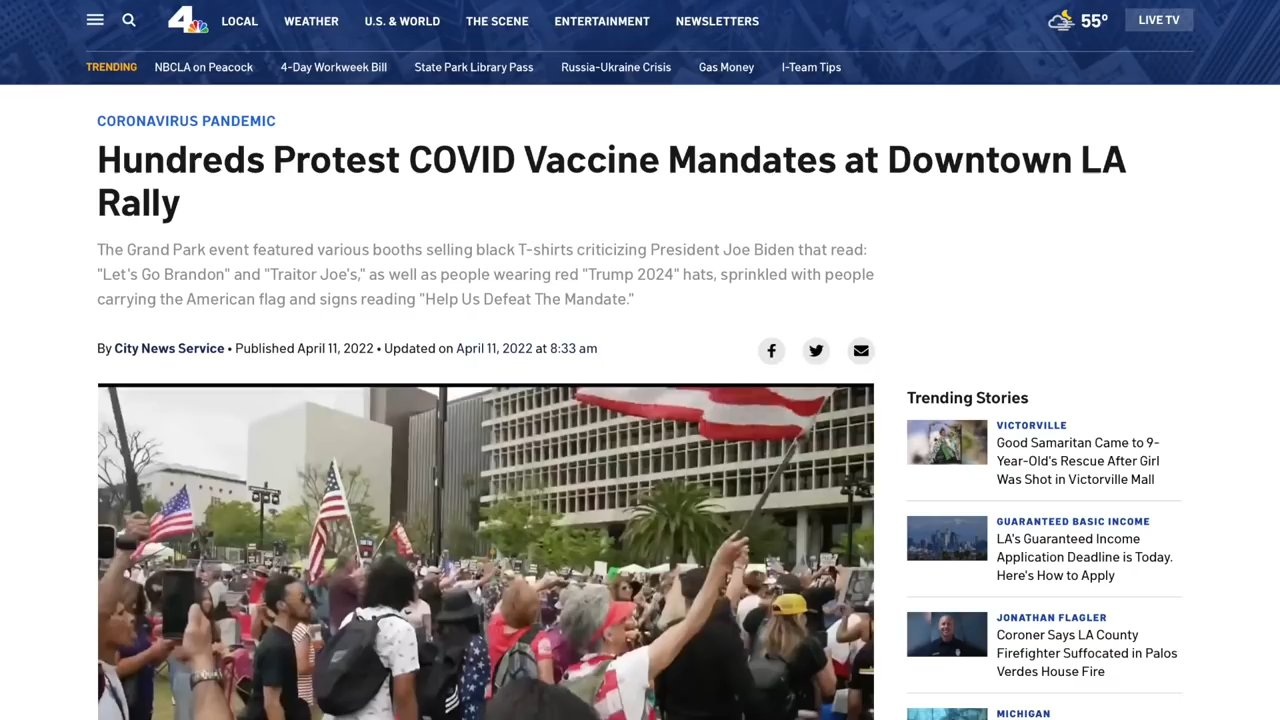 4
LOCAL
WEATHER
U.S. & WORLD
THE SCENE
ENTERTAINMENT
NEWSLETTERS
55º
LIVE TV
TRENDING
NBCLA on Peacock
4-Day Workweek Bill
State Park Library Pass
Russia-Ukraine Crisis
Gas Money
I-Team Tips
CORONAVIRUS PANDEMIC
Hundreds Protest COVID Vaccine Mandates at Downtown LA
Rally
The Grand Park event featured various booths selling black T-shirts criticizing President Joe Biden that read:
"Let's Go Brandon" and "Traitor Joe's," as well as people wearing red "Trump 2024" hats, sprinkled with people
carrying the American flag and signs reading "Help Us Defeat The Mandate."
By City News Service • Published April 11, 2022 • Updated on April 11, 2022 at 8:33 am
Trending Stories
VICTORVILLE
Good Samaritan Came to 9-
Year-Old's Rescue After Girl
Was Shot in Victorville Mall
GUARANTEED BASIC INCOME
LA's Guaranteed Income
Application Deadline is Today.
Here's How to Apply
JONATHAN FLAGLER
Coroner Says LA County
Firefighter Suffocated in Palos
Verdes House Fire
MICHIGAN